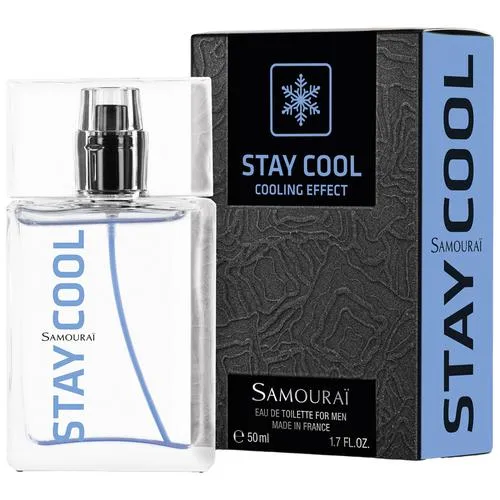 STAY COOL
SAMOURAÏ
STAY COOL
COOLING EFFECT
SAMOURAÏ
EAU DE TOILETTE FOR MEN
MADE IN FRANCE
℮ 50ml 1.7 FL.OZ.
STAY COOL
SAMOURAÏ